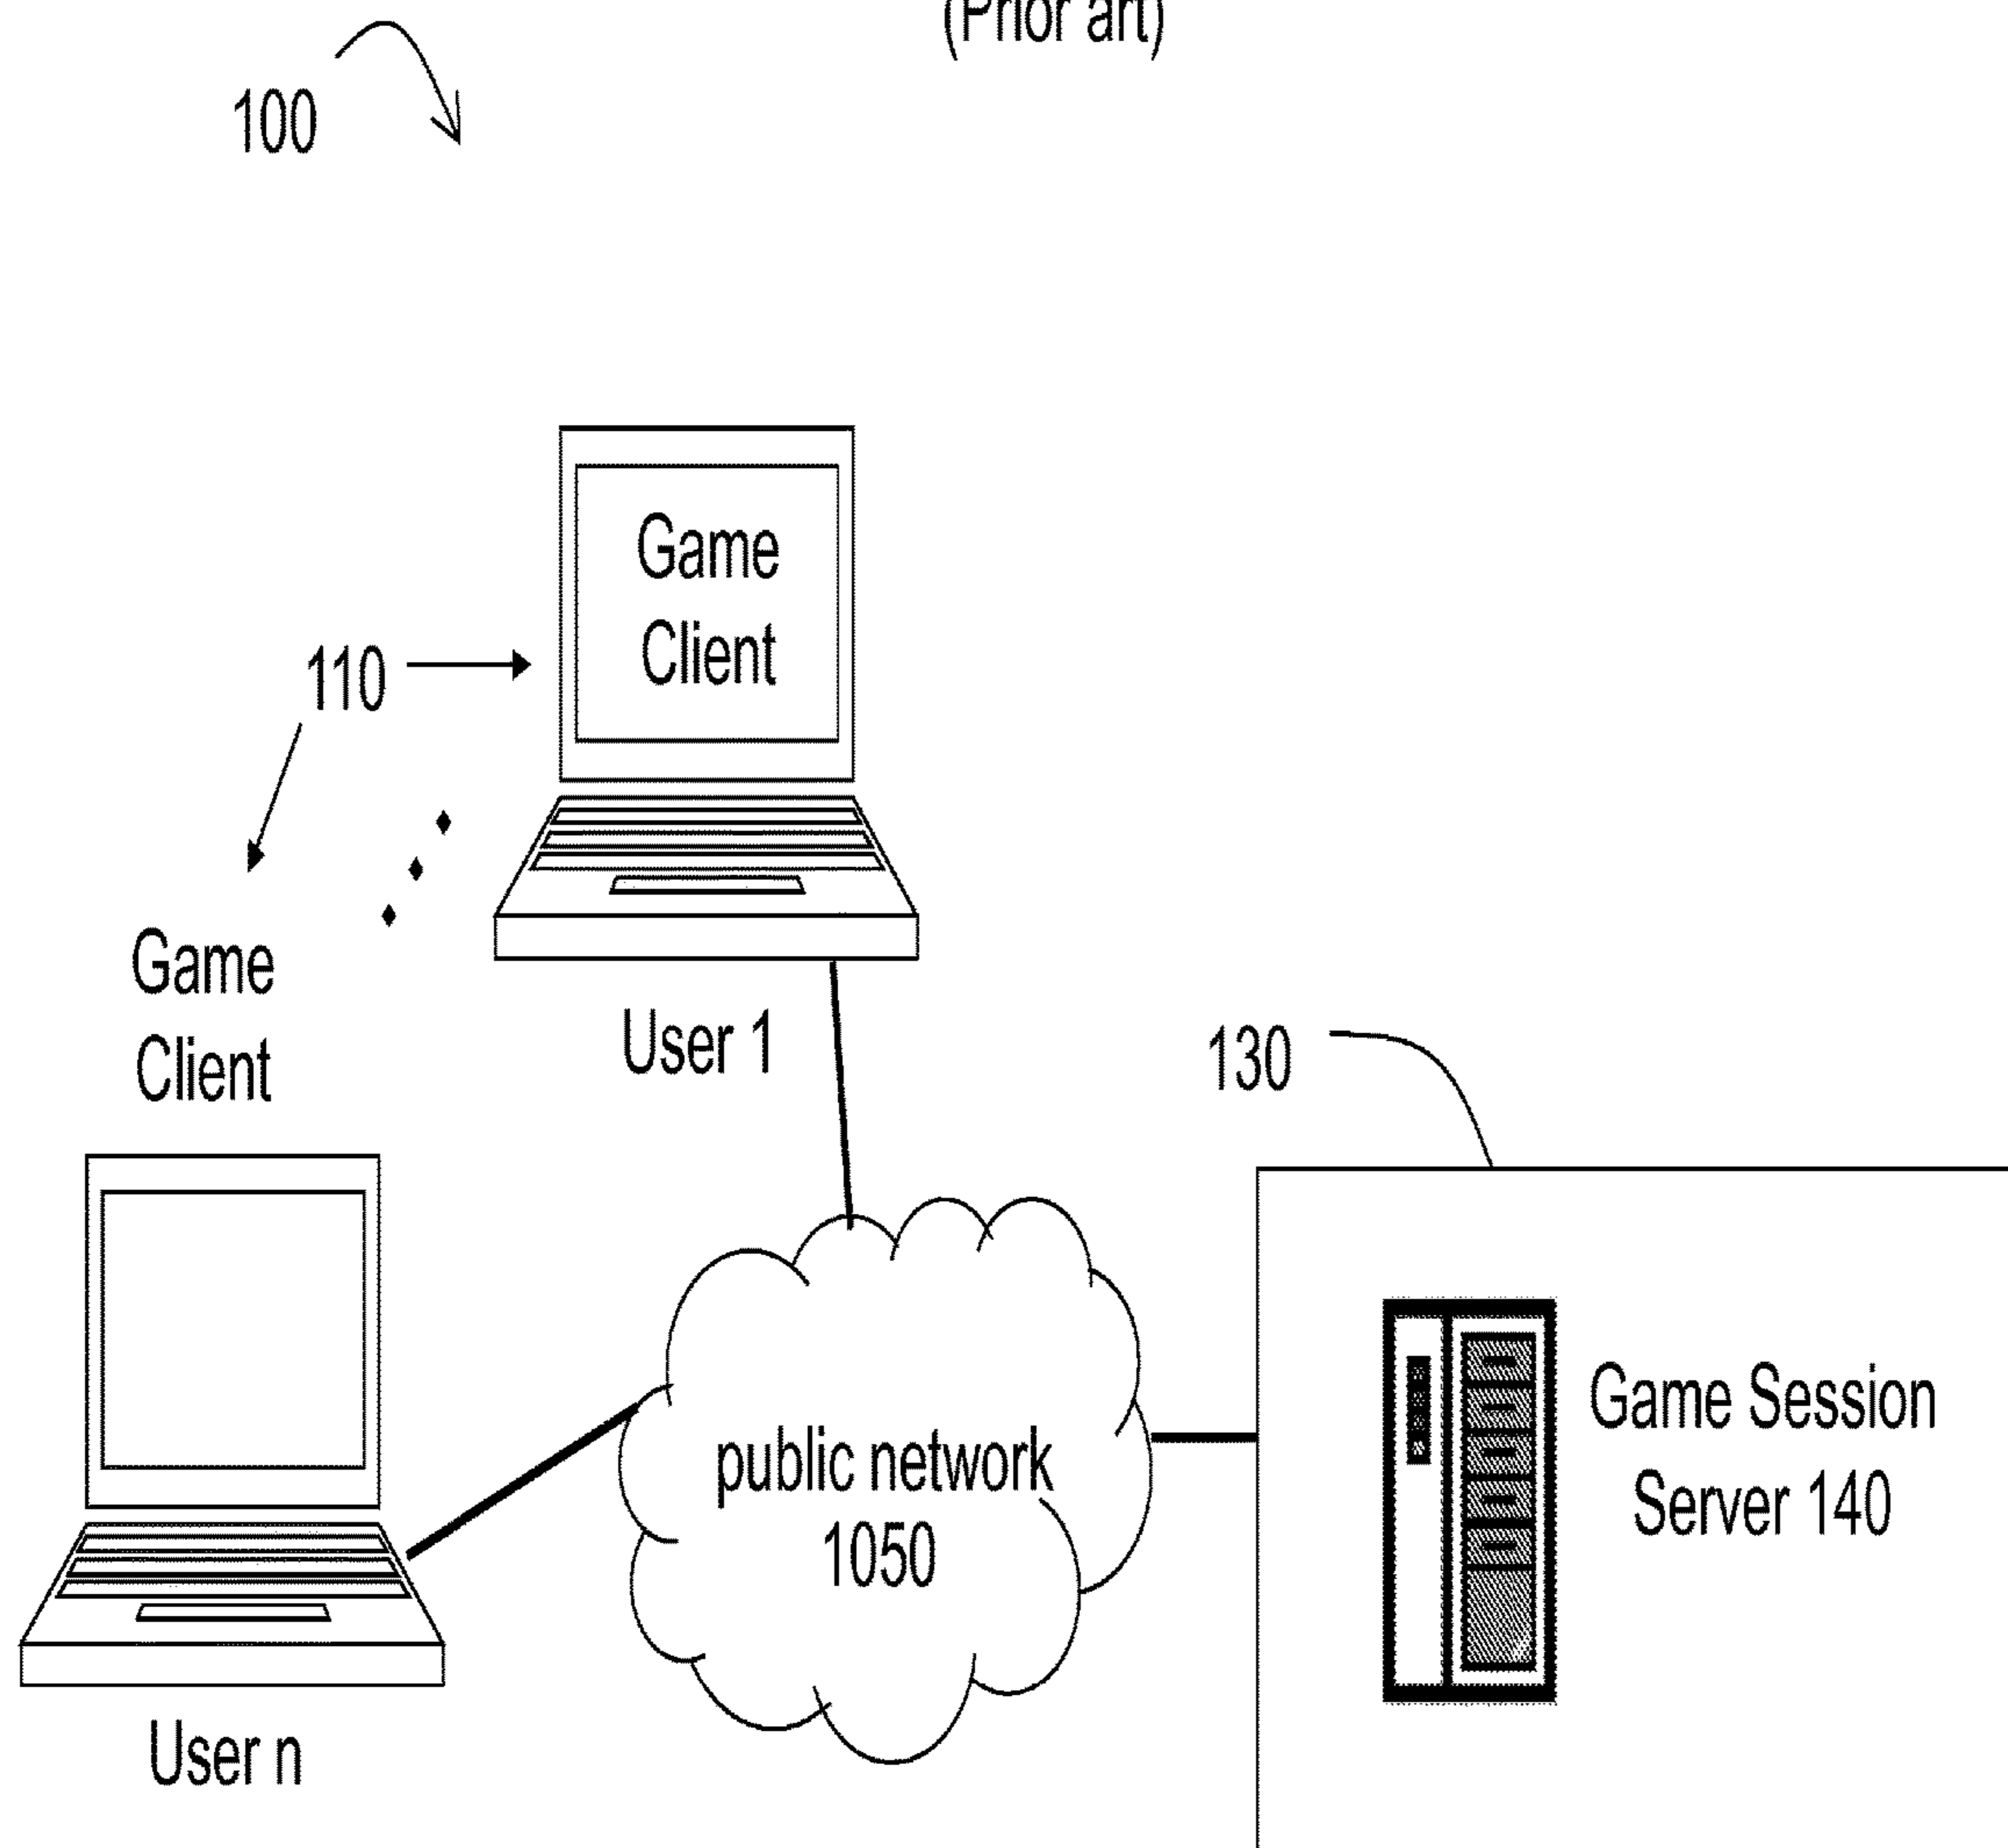 (Prior art)
100
Game
Client
110
Game
Client
User 1
130
public network
1050
Game Session
Server 140
User n